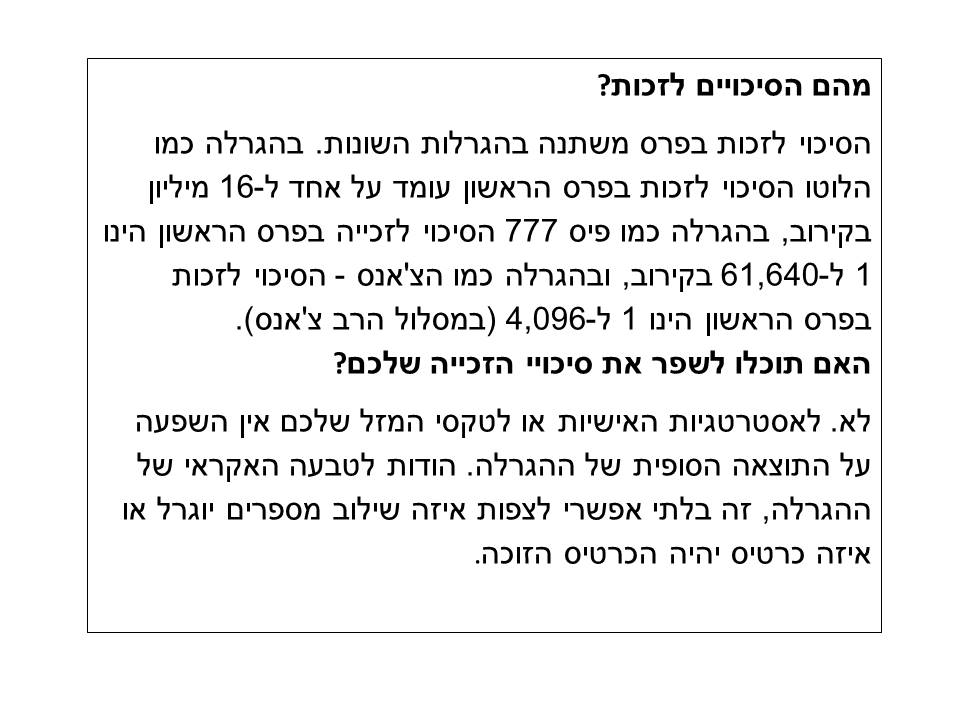 מהם הסיכויים לזכות?
הסיכוי לזכות בפרס משתנה בהגרלות השונות. בהגרלה כמו
הלוטו הסיכוי לזכות בפרס הראשון עומד על אחד ל-16 מיליון
בקירוב, בהגרלה כמו פיס 777 הסיכוי לזכייה בפרס הראשון הינו
1 ל-61,640 בקירוב, ובהגרלה כמו הצ'אנס - הסיכוי לזכות
בפרס הראשון הינו 1 ל-4,096 (במסלול הרב צ'אנס).
האם תוכלו לשפר את סיכויי הזכייה שלכם?
לא. לאסטרטגיות האישיות או לטקסי המזל שלכם אין השפעה
על התוצאה הסופית של ההגרלה. הודות לטבעה האקראי של
ההגרלה, זה בלתי אפשרי לצפות איזה שילוב מספרים יוגרל או
איזה כרטיס יהיה הכרטיס הזוכה.